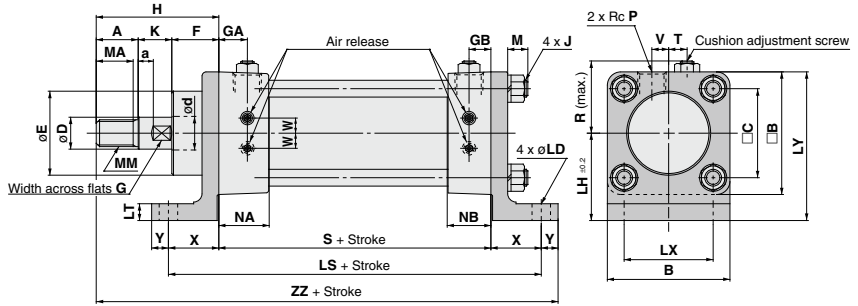 H
A K F GA GB M 4 x J 2 x Rc P V T
MA a Air release Cushion adjustment screw
øE øD ød W W R (max.) □C □B LY
MM LH ±0.2
Width across flats G 4 x øLD
LT NA NB
Y X S + Stroke X Y LX
LS + Stroke B
ZZ + Stroke